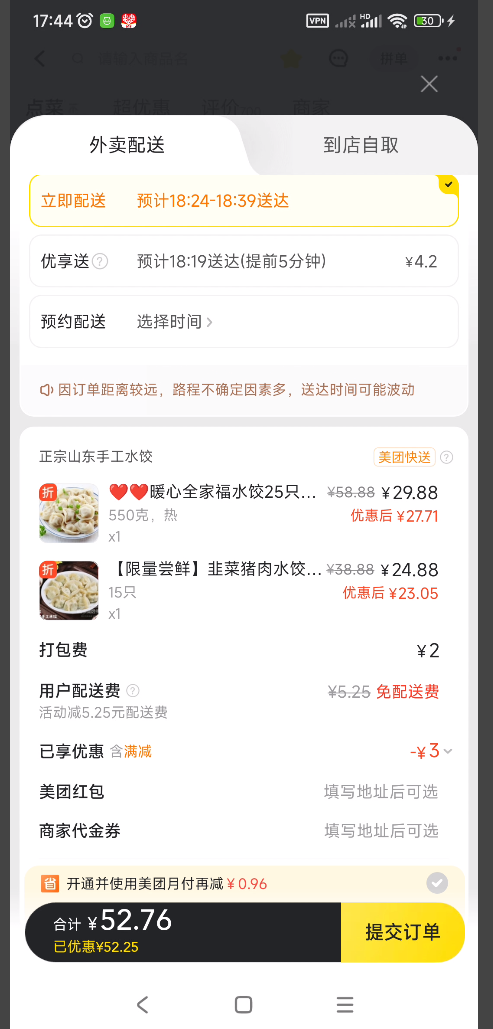 17:44 VPN HD 30
请输入商品名 拼单
点菜 超优惠 评价 商家
外卖配送 到店自取
立即配送 预计18:24-18:39送达
优享送 ? 预计18:19送达(提前5分钟) ¥4.2
预约配送 选择时间 >
因订单距离较远，路程不确定因素多，送达时间可能波动
正宗山东手工水饺 美团快送 ?
折 ❤️❤️暖心全家福水饺25只... ¥58.88 ¥29.88
550克，热 优惠后 ¥27.71
x1
折 【限量尝鲜】韭菜猪肉水饺... ¥38.88 ¥24.88
15只 优惠后 ¥23.05
x1
打包费 ¥2
用户配送费 ? ¥5.25 免配送费
活动减5.25元配送费
已享优惠 含满减 -¥3
美团红包 填写地址后可选
商家代金券 填写地址后可选
省 开通并使用美团月付再减 ¥0.96
合计 ¥52.76 提交订单
已优惠¥52.25